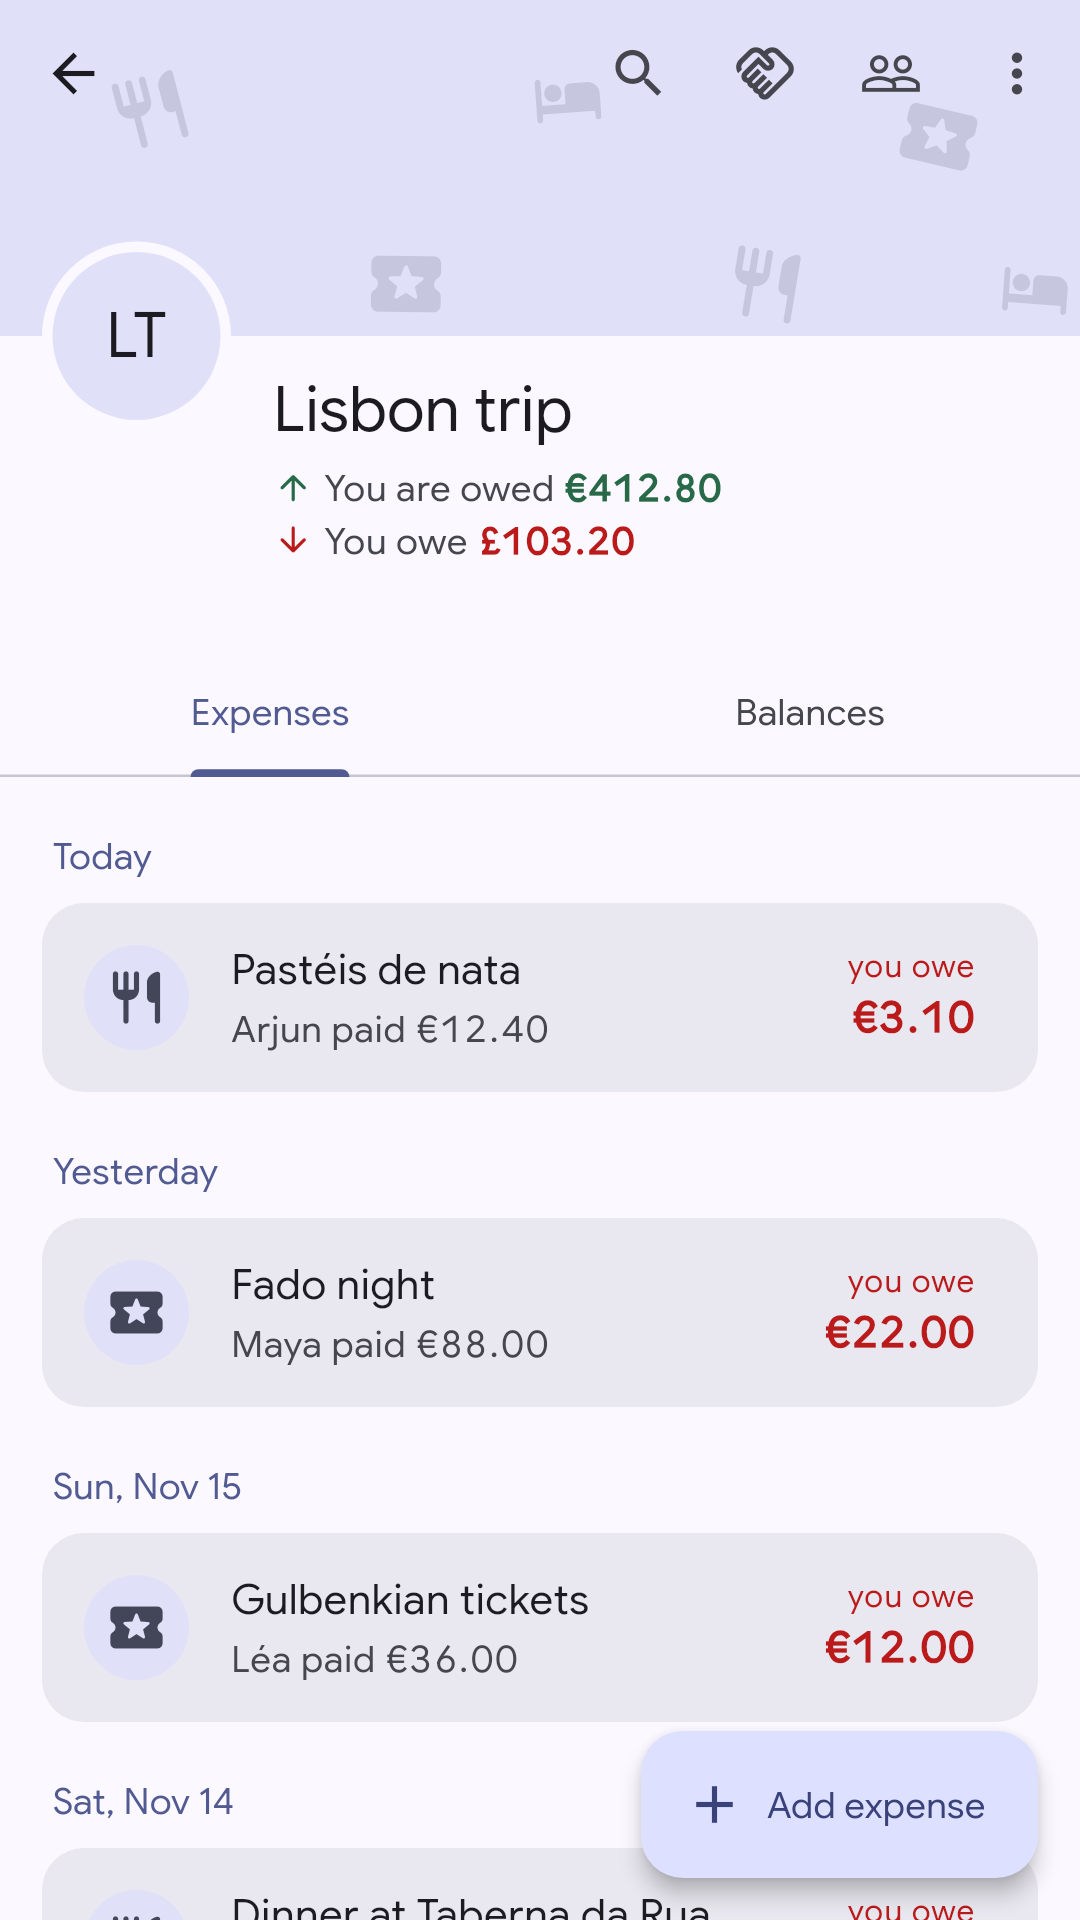 LT
Lisbon trip
You are owed €412.80
You owe £103.20
Expenses
Balances
Today
Pastéis de nata
you owe
Arjun paid €12.40
€3.10
Yesterday
Fado night
you owe
Maya paid €88.00
€22.00
Sun, Nov 15
Gulbenkian tickets
you owe
Léa paid €36.00
€12.00
Sat, Nov 14
Add expense
Dinner at Taberna da Rua
you owe